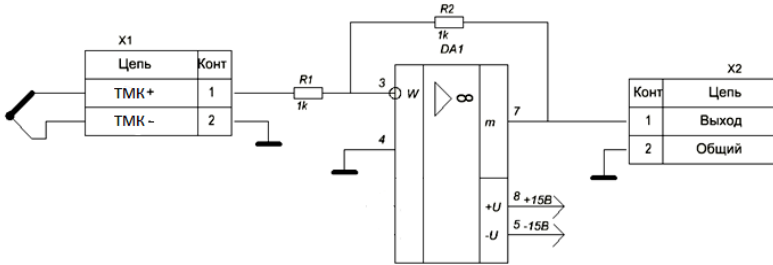 R2
1k
DA1
X1
Цепь Конт
ТМК+ 1
ТМК- 2
R1
1k
3
4
W ∞
m
7
+U
-U
8 +15В
5 -15В
X2
Конт Цепь
1 Выход
2 Общий